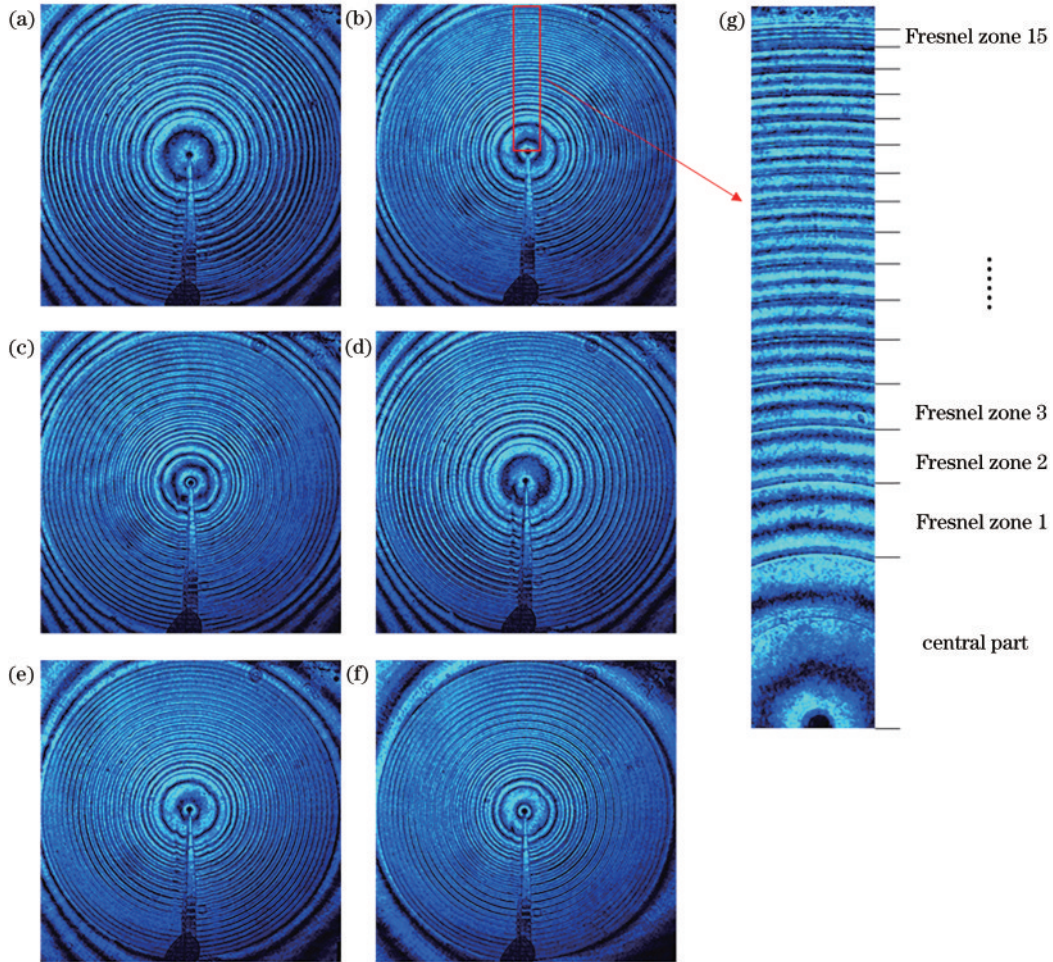 (a)
(b)
(g)
Fresnel zone 15
(c)
(d)
Fresnel zone 3
Fresnel zone 2
Fresnel zone 1
central part
(e)
(f)